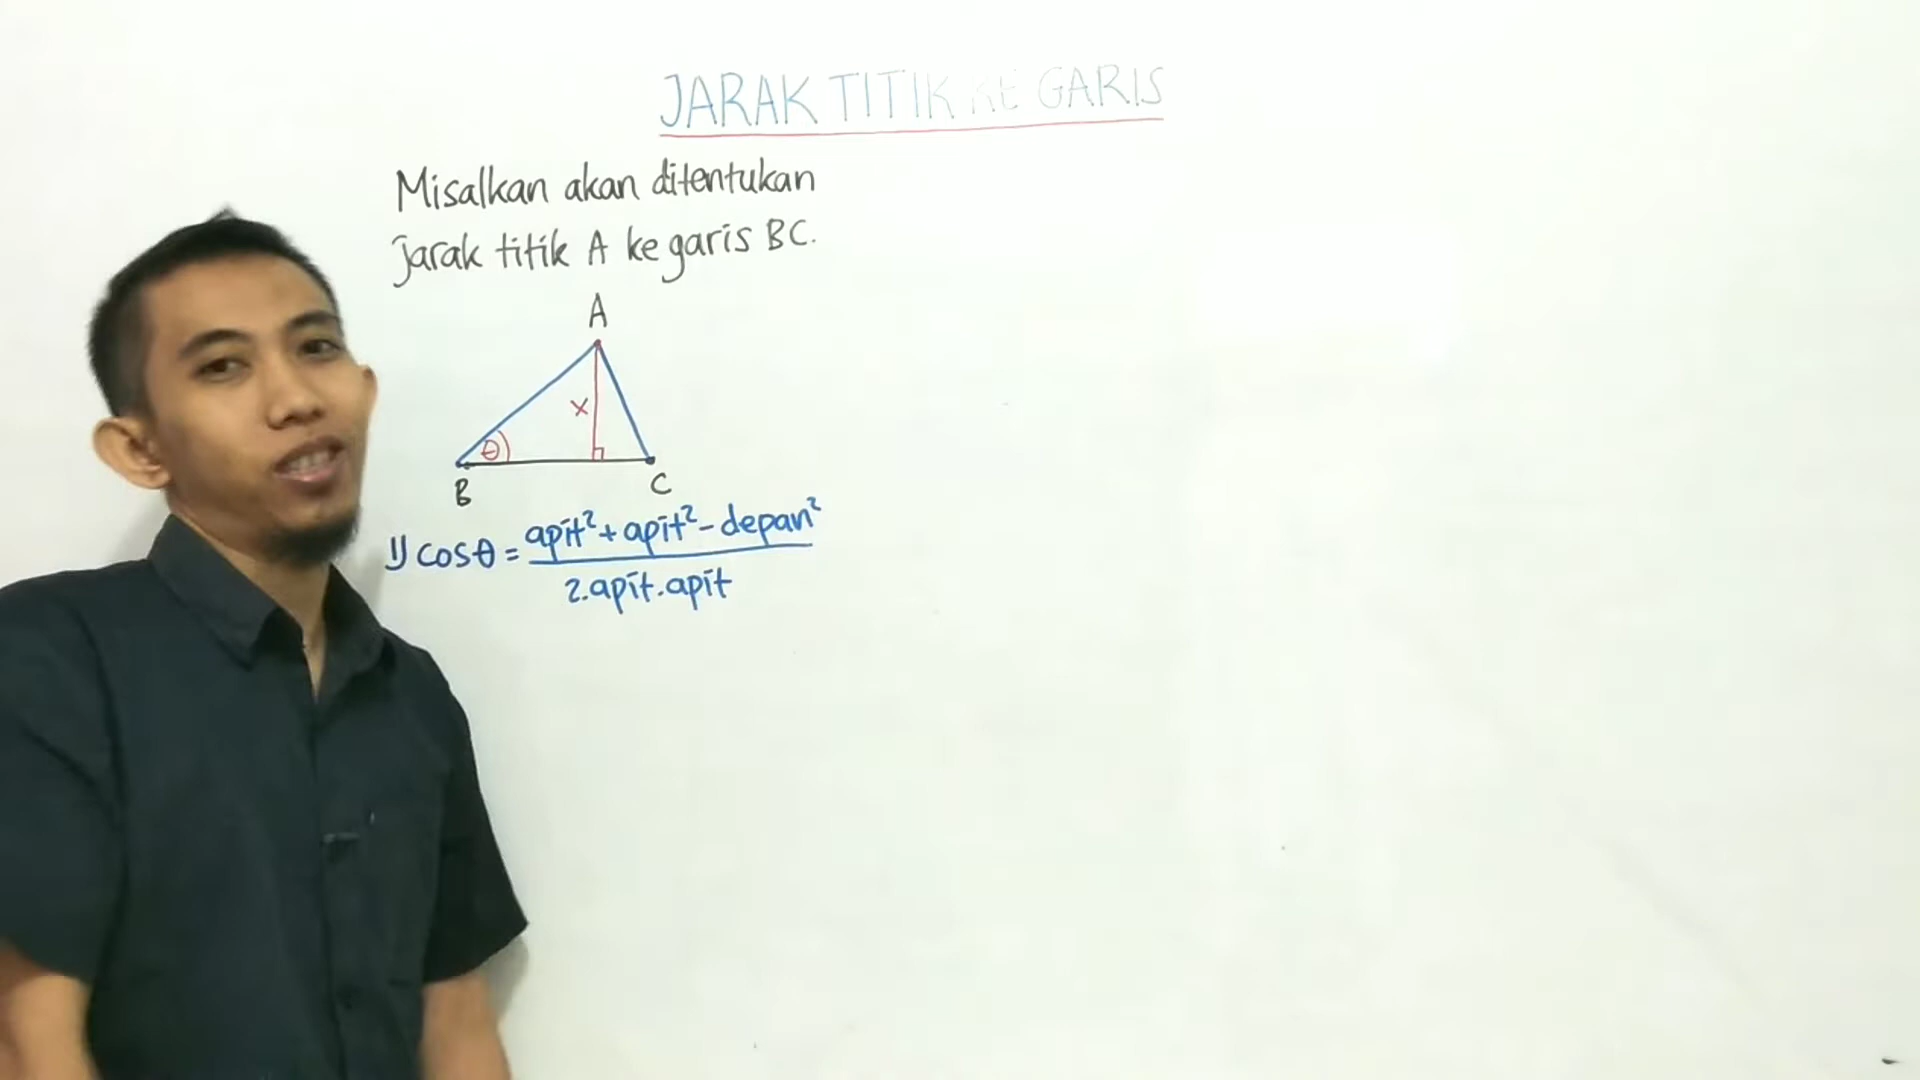 JARAK TITIK KE GARIS
Misalkan akan ditentukan
jarak titik A ke garis BC.
A
x
θ
B
C
1) cos θ = apit² + apit² - depan²
2.apit.apit